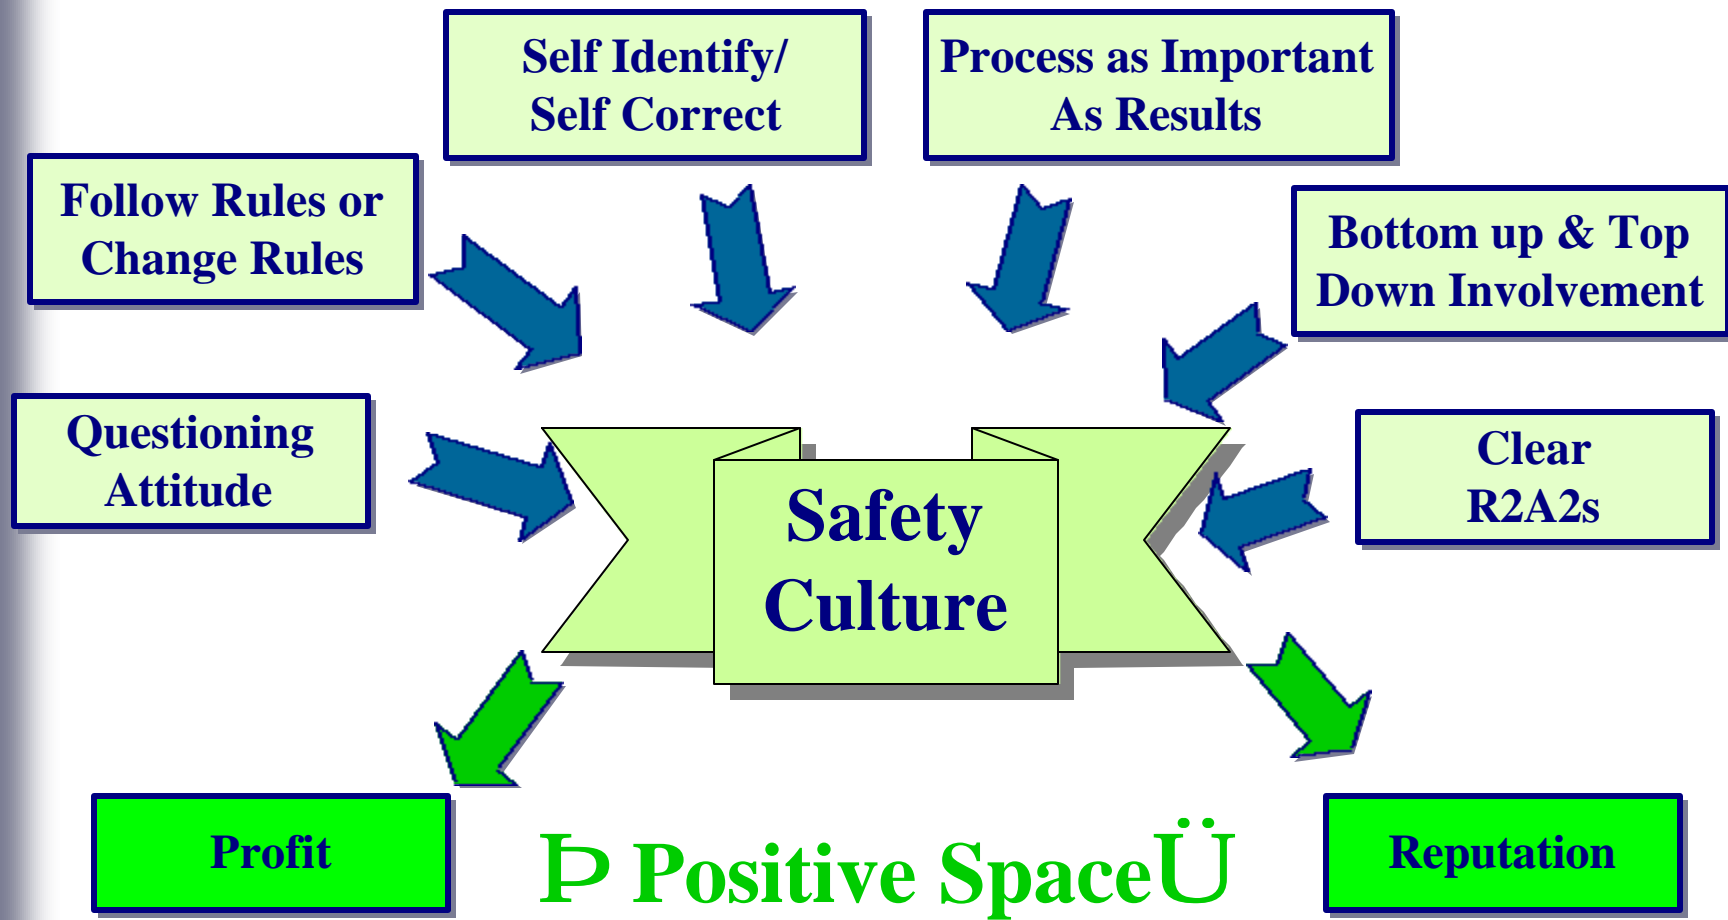 Self Identify/
Self Correct
Process as Important
As Results
Follow Rules or
Change Rules
Bottom up & Top
Down Involvement
Questioning
Attitude
Clear
R2A2s
Safety
Culture
Profit
Þ Positive SpaceÜ
Reputation